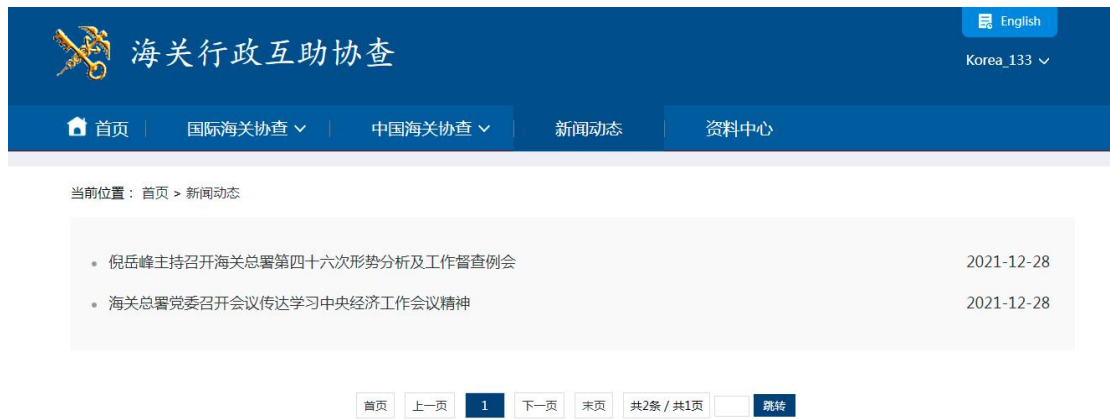 English
海关行政互助协查
Korea_133
首页 国际海关协查 中国海关协查 新闻动态 资料中心
当前位置： 首页 > 新闻动态
倪岳峰主持召开海关总署第四十六次形势分析及工作督查例会 2021-12-28
海关总署党委召开会议传达学习中央经济工作会议精神 2021-12-28
首页 上一页 1 下一页 末页 共2条 / 共1页 跳转